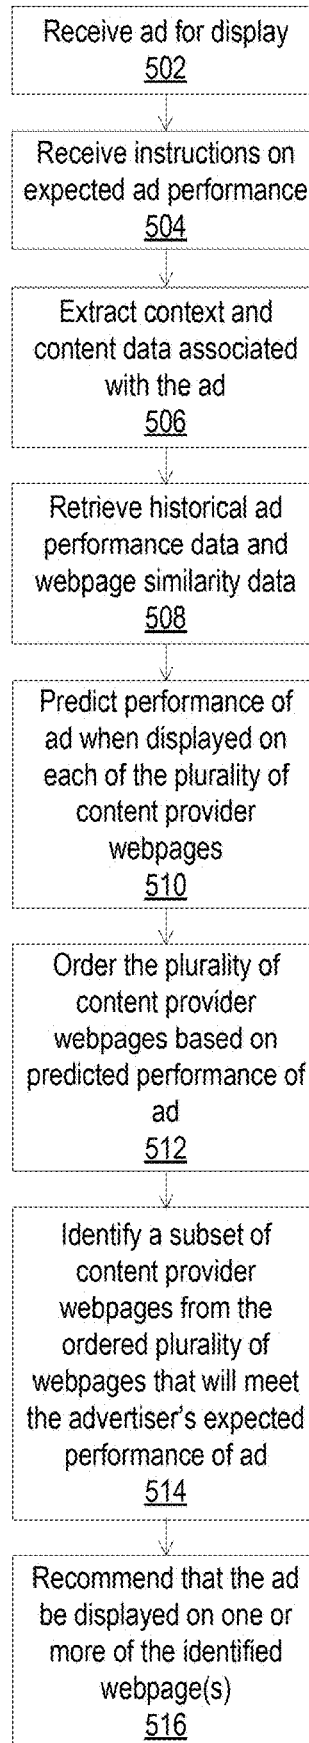 Receive ad for display
502
Receive instructions on
expected ad performance
504
Extract context and
content data associated
with the ad
506
Retrieve historical ad
performance data and
webpage similarity data
508
Predict performance of
ad when displayed on
each of the plurality of
content provider
webpages
510
Order the plurality of
content provider
webpages based on
predicted performance of
ad
512
Identify a subset of
content provider
webpages from the
ordered plurality of
webpages that will meet
the advertiser's expected
performance of ad
514
Recommend that the ad
be displayed on one or
more of the identified
webpage(s)
516